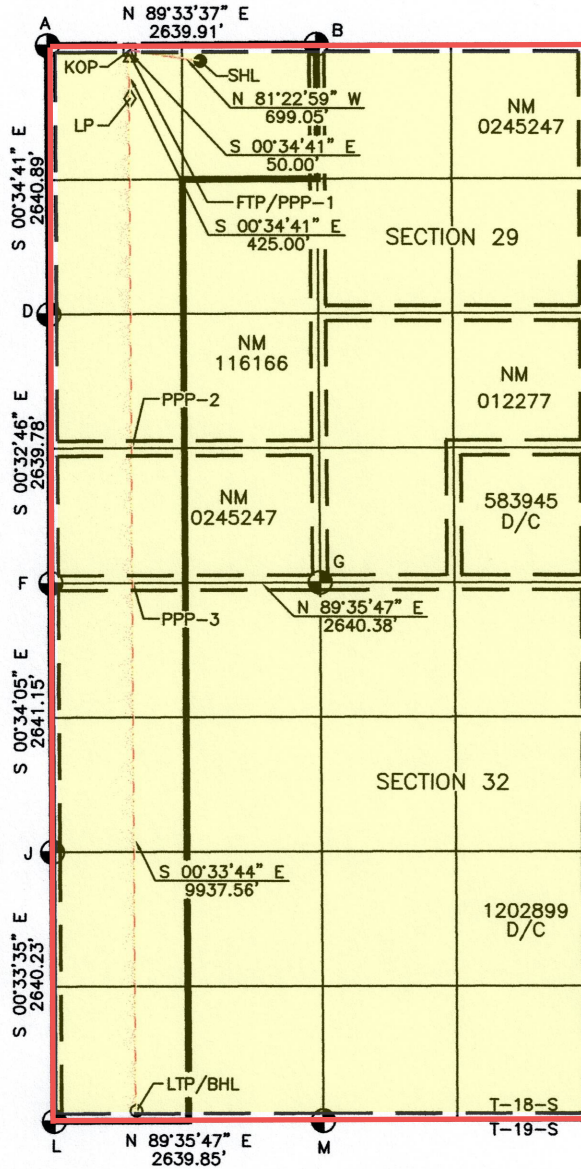 A
N 89°33'37" E
2639.91'
B
KOP
SHL
LP
N 81°22'59" W
699.05'
NM
0245247
S 00°34'41" E
50.00'
S 00°34'41" E
2640.89'
FTP/PPP-1
S 00°34'41" E
425.00'
SECTION 29
D
NM
116166
NM
012277
PPP-2
S 00°32'46" E
2639.78'
NM
0245247
583945
D/C
G
F
N 89°35'47" E
2640.38'
PPP-3
S 00°34'05" E
2641.15'
SECTION 32
J
S 00°33'44" E
9937.56'
1202899
D/C
S 00°33'35" E
2640.23'
LTP/BHL
T-18-S
T-19-S
L
N 89°35'47" E
2639.85'
M